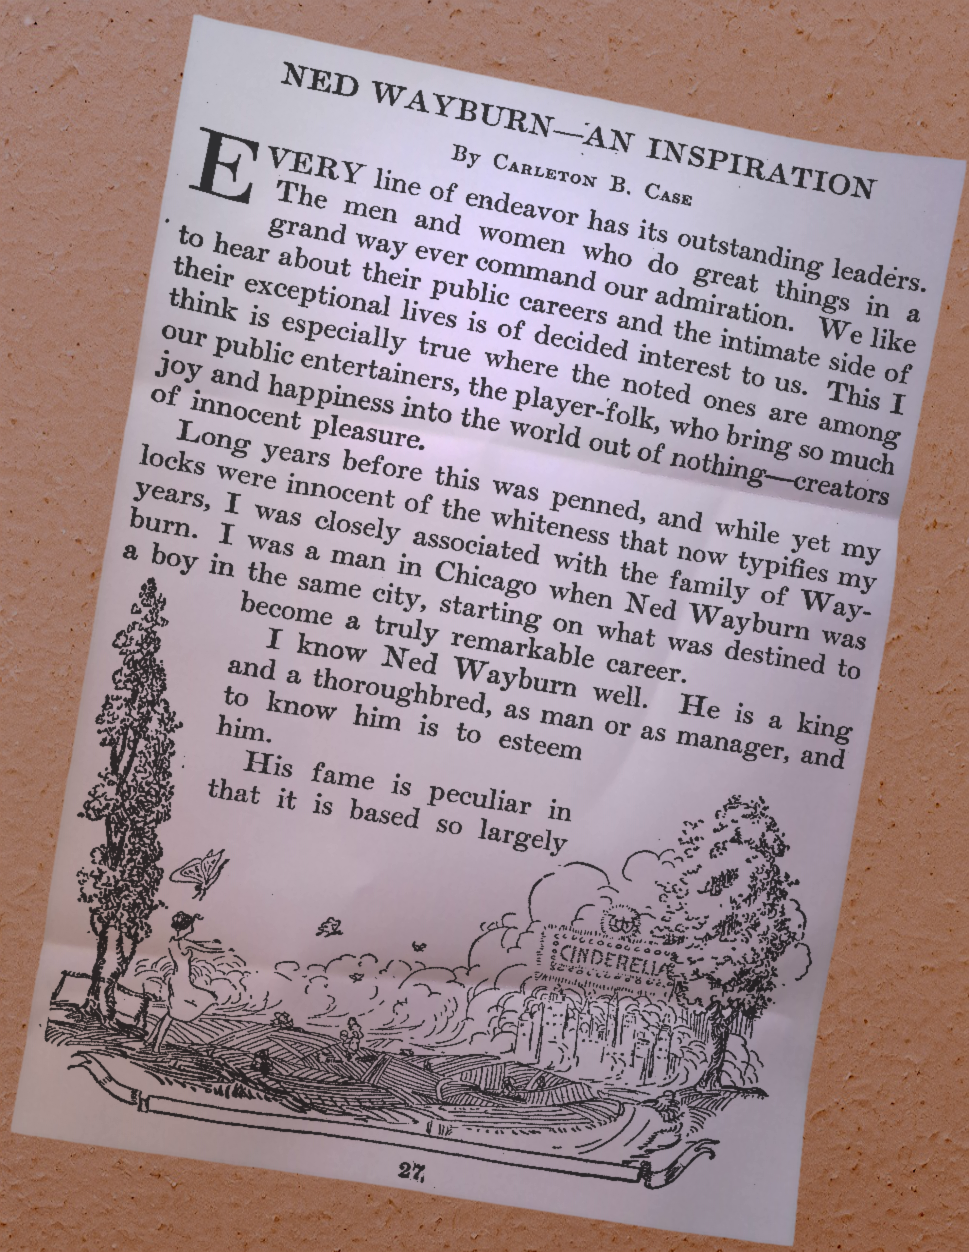 NED WAYBURN—AN INSPIRATION
By CARLETON B. CASE
EVERY line of endeavor has its outstanding leaders.
The men and women who do great things in a
grand way ever command our admiration. We like
to hear about their public careers and the intimate side of
their exceptional lives is of decided interest to us. This I
think is especially true where the noted ones are among
our public entertainers, the player-folk, who bring so much
joy and happiness into the world out of nothing—creators
of innocent pleasure.
Long years before this was penned, and while yet my
locks were innocent of the whiteness that now typifies my
years, I was closely associated with the family of Way-
burn. I was a man in Chicago when Ned Wayburn was
a boy in the same city, starting on what was destined to
become a truly remarkable career.
I know Ned Wayburn well. He is a king
and a thoroughbred, as man or as manager, and
to know him is to esteem
him.
His fame is peculiar in
that it is based so largely
CINDERELLA
27